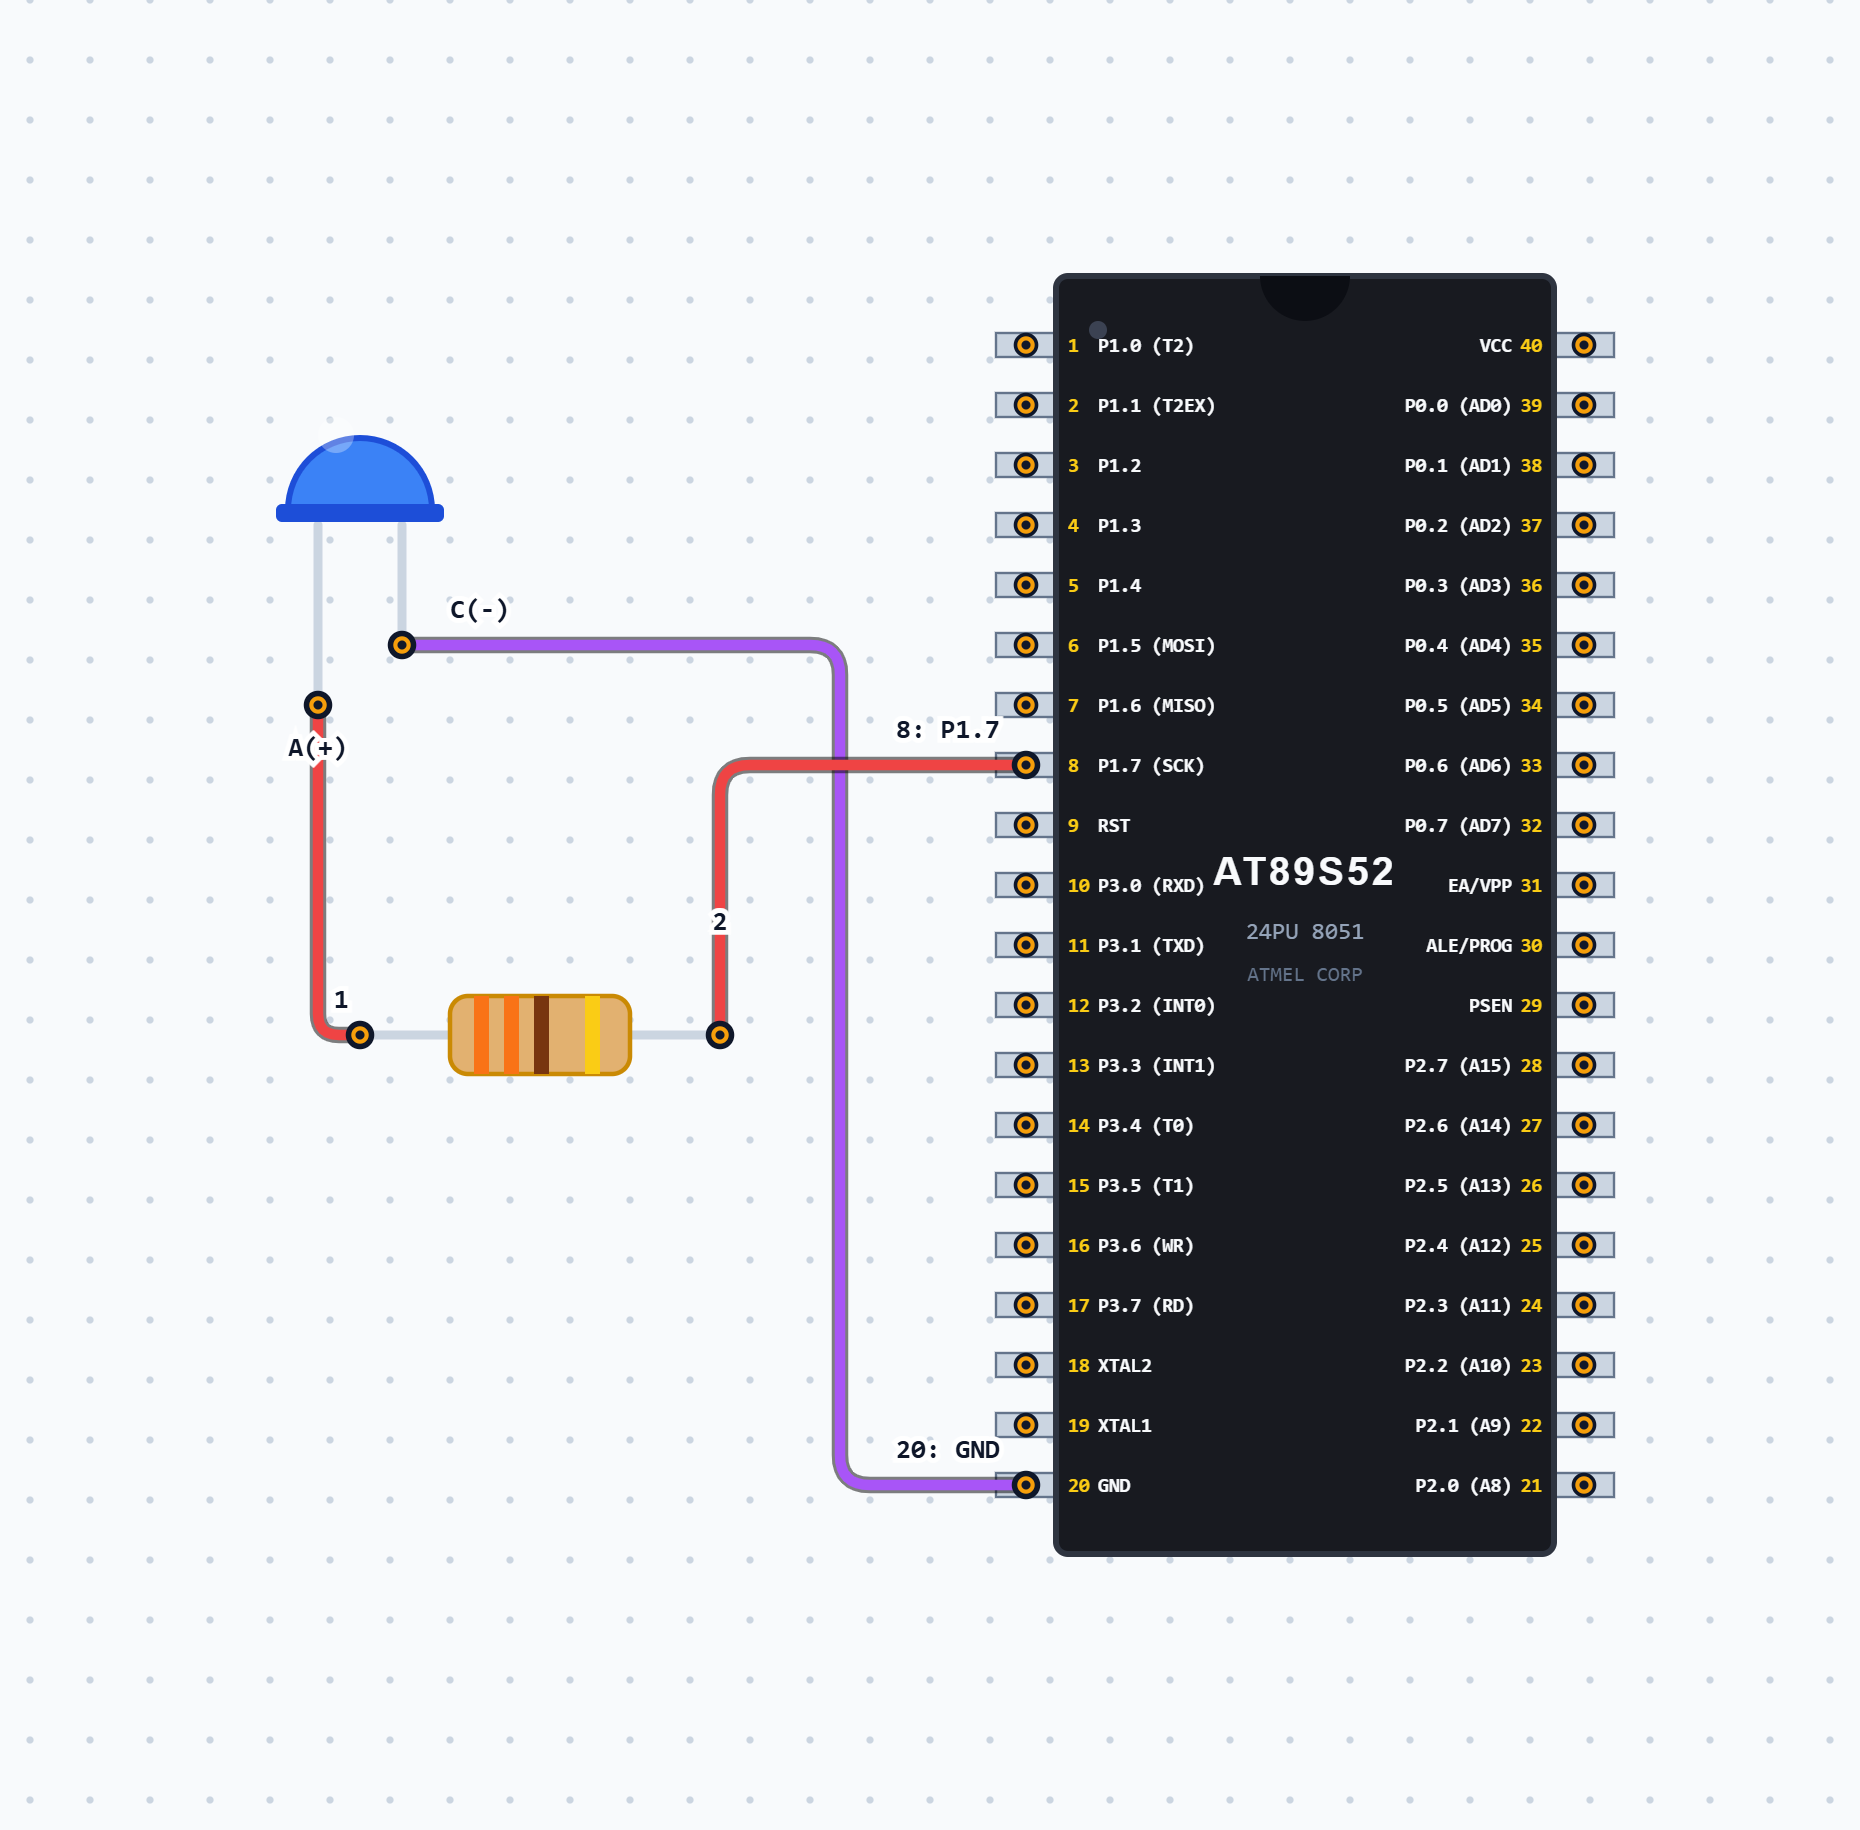 C(-)
A(+)
1
2
8: P1.7
20: GND
1 P1.0 (T2)
2 P1.1 (T2EX)
3 P1.2
4 P1.3
5 P1.4
6 P1.5 (MOSI)
7 P1.6 (MISO)
8 P1.7 (SCK)
9 RST
10 P3.0 (RXD)
11 P3.1 (TXD)
12 P3.2 (INT0)
13 P3.3 (INT1)
14 P3.4 (T0)
15 P3.5 (T1)
16 P3.6 (WR)
17 P3.7 (RD)
18 XTAL2
19 XTAL1
20 GND
AT89S52
24PU 8051
ATMEL CORP
VCC 40
P0.0 (AD0) 39
P0.1 (AD1) 38
P0.2 (AD2) 37
P0.3 (AD3) 36
P0.4 (AD4) 35
P0.5 (AD5) 34
P0.6 (AD6) 33
P0.7 (AD7) 32
EA/VPP 31
ALE/PROG 30
PSEN 29
P2.7 (A15) 28
P2.6 (A14) 27
P2.5 (A13) 26
P2.4 (A12) 25
P2.3 (A11) 24
P2.2 (A10) 23
P2.1 (A9) 22
P2.0 (A8) 21